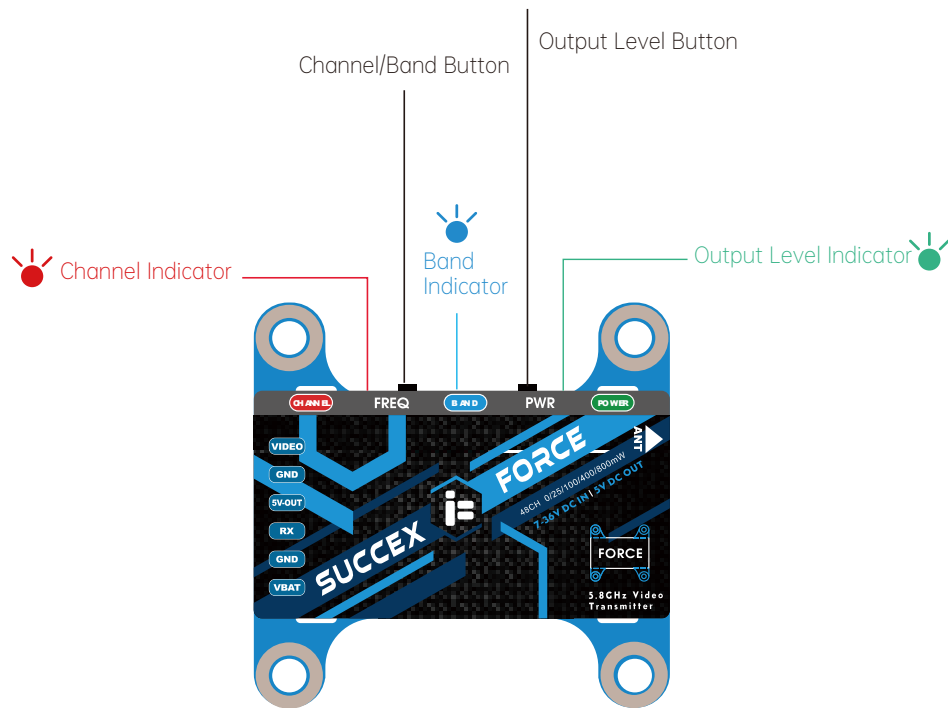 Output Level Button
Channel/Band Button
Band
Indicator
Channel Indicator
Output Level Indicator
CHANNEL
FREQ
BAND
PWR
POWER
VIDEO
GND
5V-OUT
RX
GND
VBAT
SUCCEX
FORCE
ANT
48CH 0/25/100/400/800mW
7-36V DC IN | 5V DC OUT
FORCE
5.8GHz Video
Transmitter